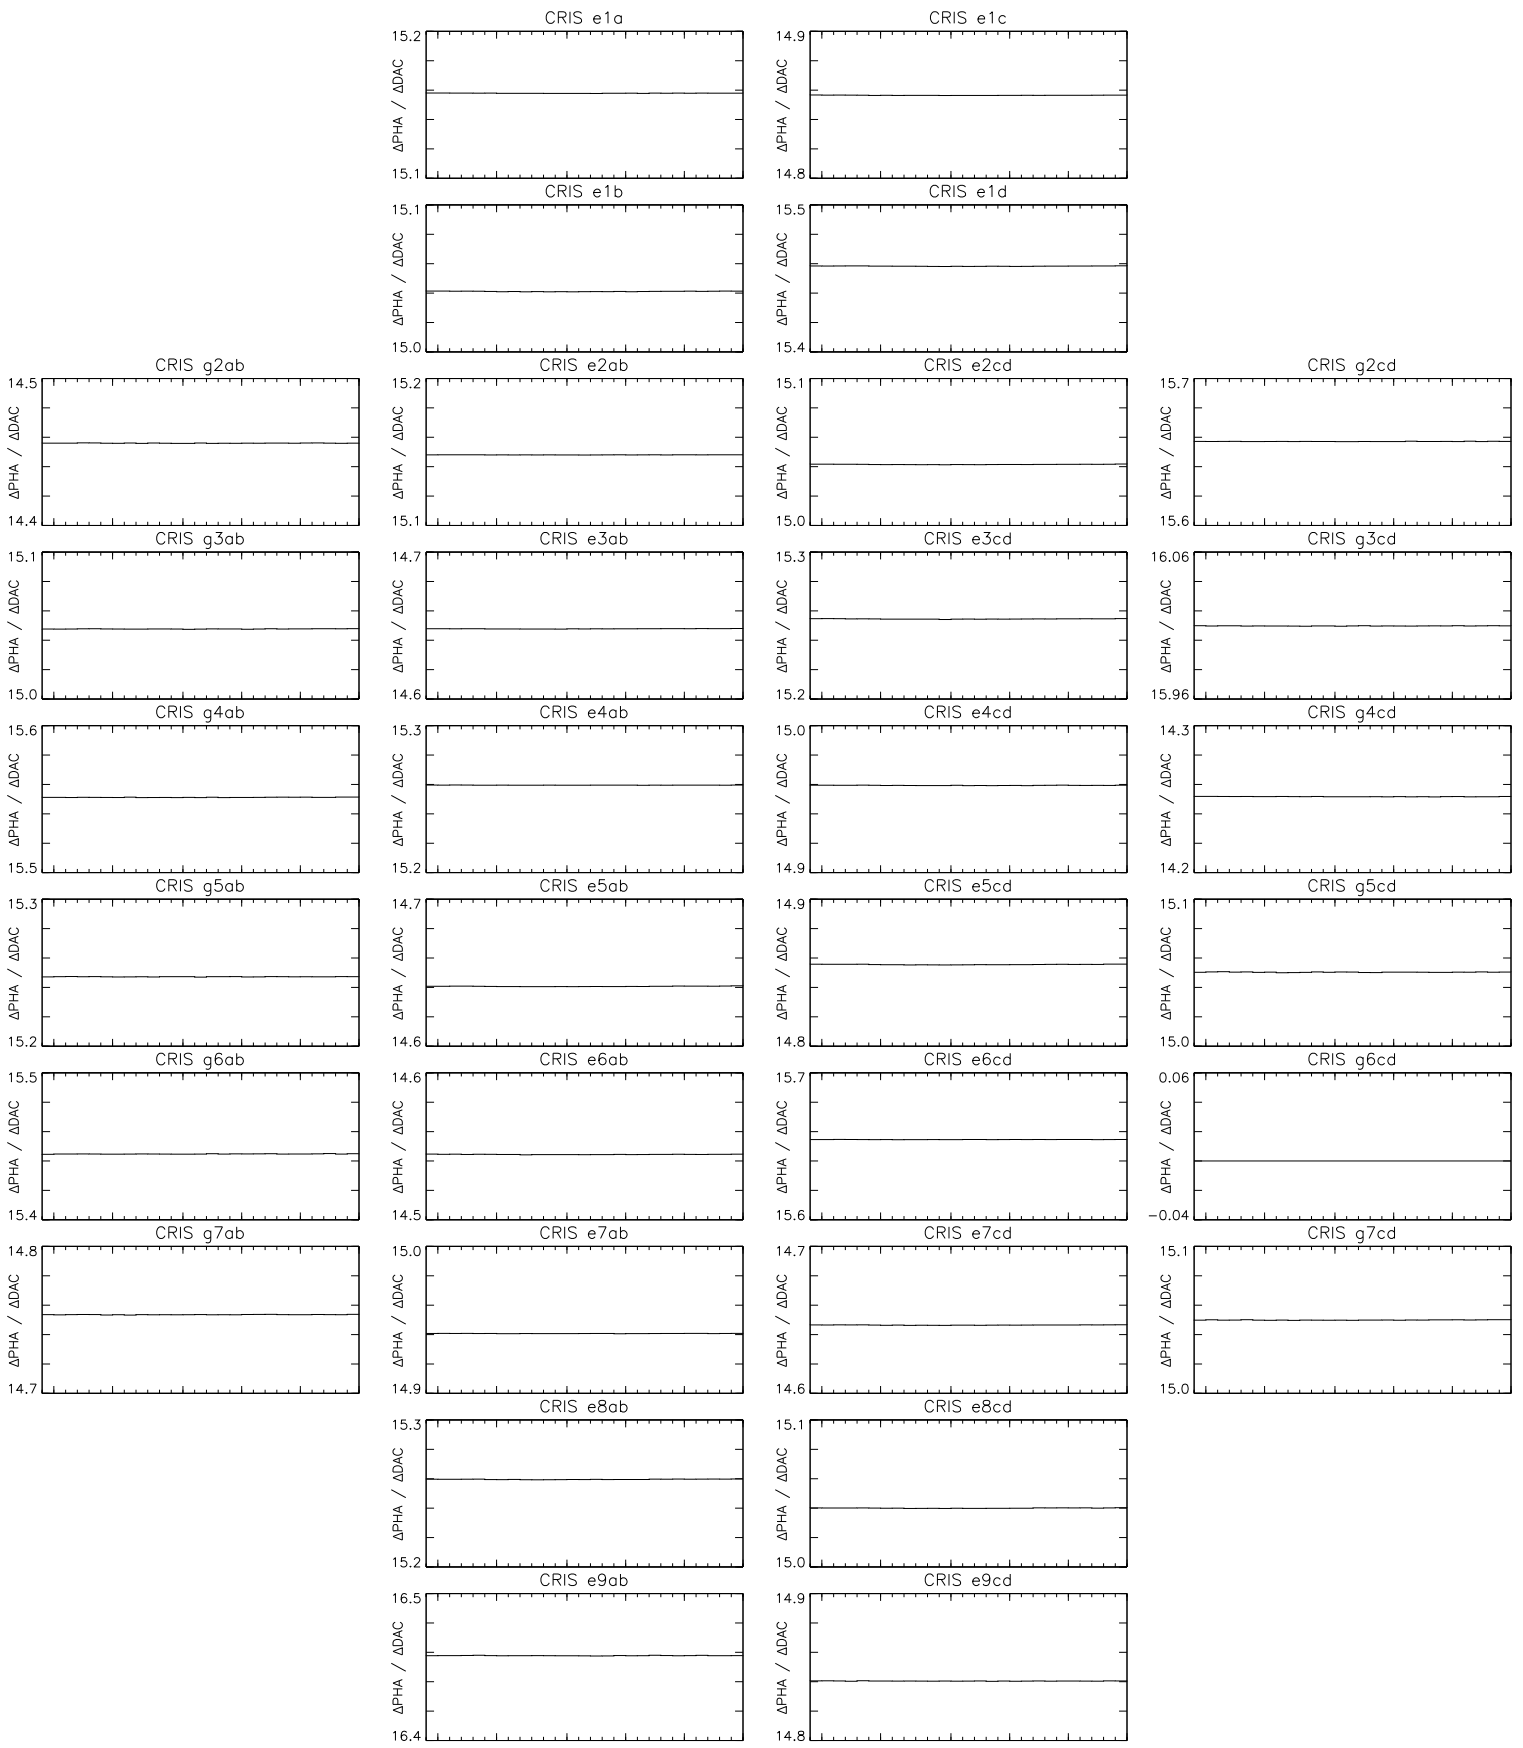 CRIS e1a CRIS e1c
15.2 14.9
ΔPHA / ΔDAC ΔPHA / ΔDAC
15.1 14.8
CRIS e1b CRIS e1d
15.1 15.5
ΔPHA / ΔDAC ΔPHA / ΔDAC
15.0 15.4
CRIS g2ab CRIS e2ab CRIS e2cd CRIS g2cd
14.5 15.2 15.1 15.7
ΔPHA / ΔDAC ΔPHA / ΔDAC ΔPHA / ΔDAC ΔPHA / ΔDAC
14.4 15.1 15.0 15.6
CRIS g3ab CRIS e3ab CRIS e3cd CRIS g3cd
15.1 14.7 15.3 16.06
ΔPHA / ΔDAC ΔPHA / ΔDAC ΔPHA / ΔDAC ΔPHA / ΔDAC
15.0 14.6 15.2 15.96
CRIS g4ab CRIS e4ab CRIS e4cd CRIS g4cd
15.6 15.3 15.0 14.3
ΔPHA / ΔDAC ΔPHA / ΔDAC ΔPHA / ΔDAC ΔPHA / ΔDAC
15.5 15.2 14.9 14.2
CRIS g5ab CRIS e5ab CRIS e5cd CRIS g5cd
15.3 14.7 14.9 15.1
ΔPHA / ΔDAC ΔPHA / ΔDAC ΔPHA / ΔDAC ΔPHA / ΔDAC
15.2 14.6 14.8 15.0
CRIS g6ab CRIS e6ab CRIS e6cd CRIS g6cd
15.5 14.6 15.7 0.06
ΔPHA / ΔDAC ΔPHA / ΔDAC ΔPHA / ΔDAC ΔPHA / ΔDAC
15.4 14.5 15.6 −0.04
CRIS g7ab CRIS e7ab CRIS e7cd CRIS g7cd
14.8 15.0 14.7 15.1
ΔPHA / ΔDAC ΔPHA / ΔDAC ΔPHA / ΔDAC ΔPHA / ΔDAC
14.7 14.9 14.6 15.0
CRIS e8ab CRIS e8cd
15.3 15.1
ΔPHA / ΔDAC ΔPHA / ΔDAC
15.2 15.0
CRIS e9ab CRIS e9cd
16.5 14.9
ΔPHA / ΔDAC ΔPHA / ΔDAC
16.4 14.8